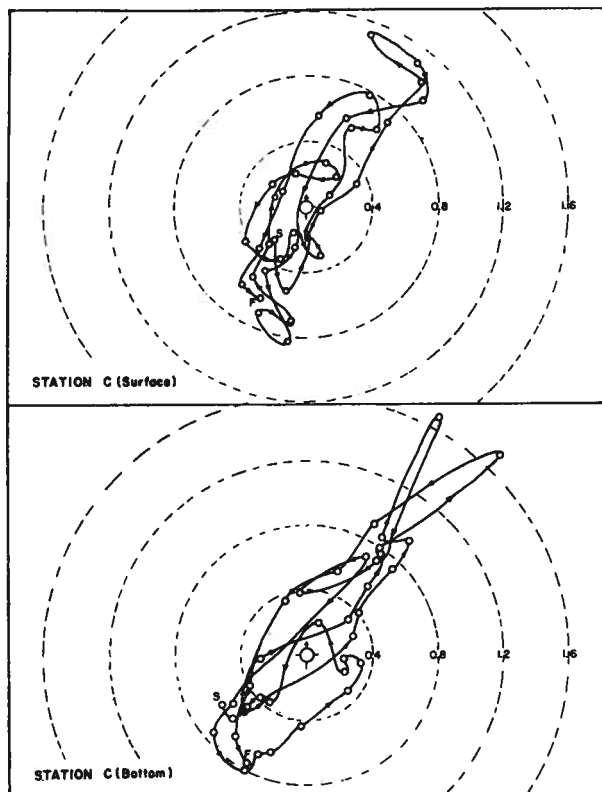 S
F
0.4
0.8
1.2
1.6
STATION C (Surface)
S
F
0.4
0.8
1.2
1.6
STATION C (Bottom)